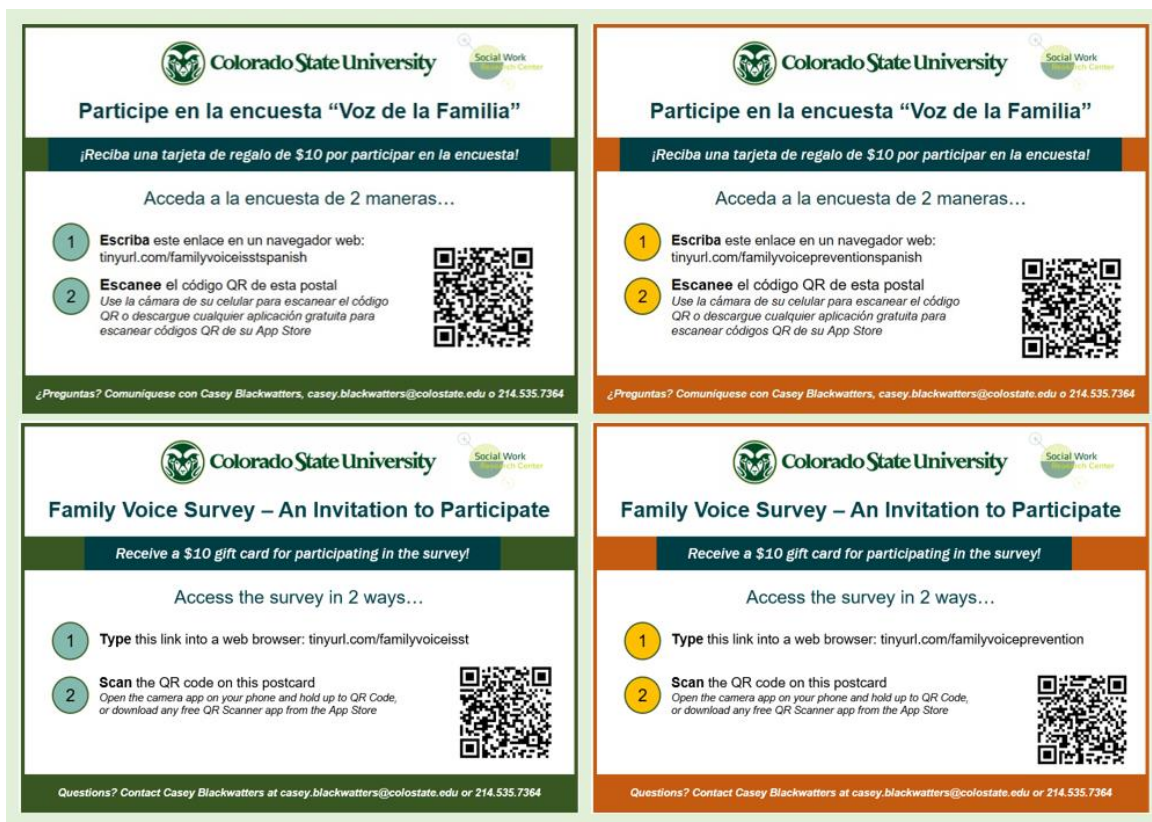 Colorado State University
Social Work
Research Center
Participe en la encuesta “Voz de la Familia”
¡Reciba una tarjeta de regalo de $10 por participar en la encuesta!
Acceda a la encuesta de 2 maneras…
1
Escriba este enlace en un navegador web:
tinyurl.com/familyvoiceisstspanish
2
Escanee el código QR de esta postal
Use la cámara de su celular para escanear el código
QR o descargue cualquier aplicación gratuita para
escanear códigos QR de su App Store
¿Preguntas? Comuníquese con Casey Blackwatters, casey.blackwatters@colostate.edu o 214.535.7364
Colorado State University
Social Work
Research Center
Participe en la encuesta “Voz de la Familia”
¡Reciba una tarjeta de regalo de $10 por participar en la encuesta!
Acceda a la encuesta de 2 maneras…
1
Escriba este enlace en un navegador web:
tinyurl.com/familyvoicepreventionspanish
2
Escanee el código QR de esta postal
Use la cámara de su celular para escanear el código
QR o descargue cualquier aplicación gratuita para
escanear códigos QR de su App Store
¿Preguntas? Comuníquese con Casey Blackwatters, casey.blackwatters@colostate.edu o 214.535.7364
Colorado State University
Social Work
Research Center
Family Voice Survey – An Invitation to Participate
Receive a $10 gift card for participating in the survey!
Access the survey in 2 ways…
1
Type this link into a web browser: tinyurl.com/familyvoiceisst
2
Scan the QR code on this postcard
Open the camera app on your phone and hold up to QR Code,
or download any free QR Scanner app from the App Store
Questions? Contact Casey Blackwatters at casey.blackwatters@colostate.edu or 214.535.7364
Colorado State University
Social Work
Research Center
Family Voice Survey – An Invitation to Participate
Receive a $10 gift card for participating in the survey!
Access the survey in 2 ways…
1
Type this link into a web browser: tinyurl.com/familyvoiceprevention
2
Scan the QR code on this postcard
Open the camera app on your phone and hold up to QR Code,
or download any free QR Scanner app from the App Store
Questions? Contact Casey Blackwatters at casey.blackwatters@colostate.edu or 214.535.7364